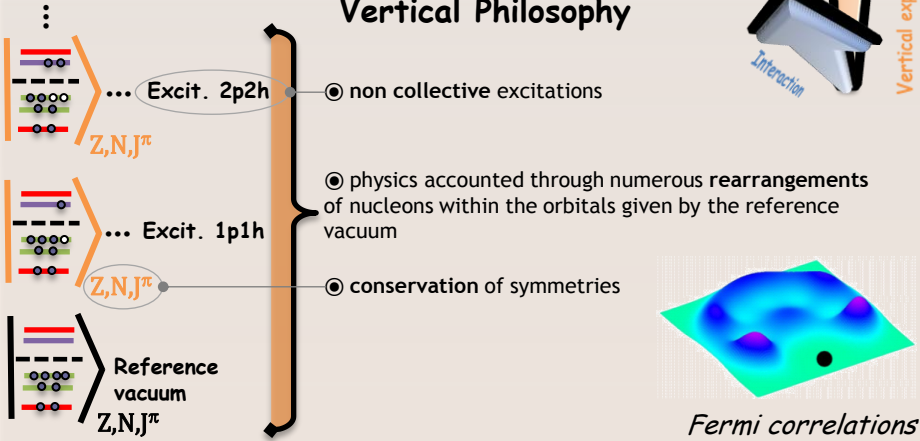 Vertical Philosophy
Interaction
Vertical exp
... Excit. 2p2h
Z,N,Jπ
◉ non collective excitations
◉ physics accounted through numerous rearrangements
of nucleons within the orbitals given by the reference
vacuum
... Excit. 1p1h
Z,N,Jπ
◉ conservation of symmetries
Reference
vacuum
Z,N,Jπ
Fermi correlations